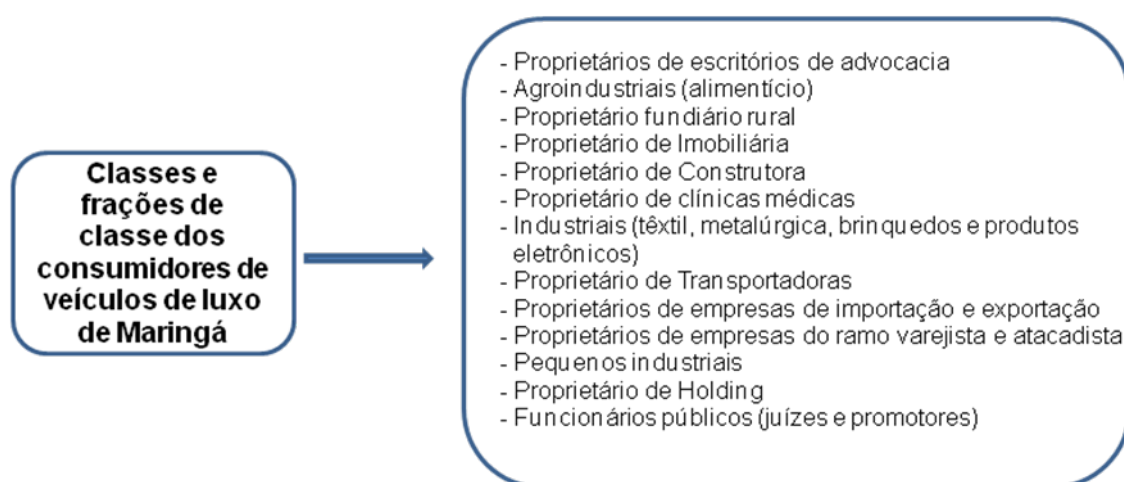 Classes e
frações de
classe dos
consumidores de
veículos de luxo
de Maringá
- Proprietários de escritórios de advocacia
- Agroindustriais (alimentício)
- Proprietário fundiário rural
- Proprietário de Imobiliária
- Proprietário de Construtora
- Proprietário de clínicas médicas
- Industriais (têxtil, metalúrgica, brinquedos e produtos
eletrônicos)
- Proprietário de Transportadoras
- Proprietários de empresas de importação e exportação
- Proprietários de empresas do ramo varejista e atacadista
- Pequenos industriais
- Proprietário de Holding
- Funcionários públicos (juízes e promotores)